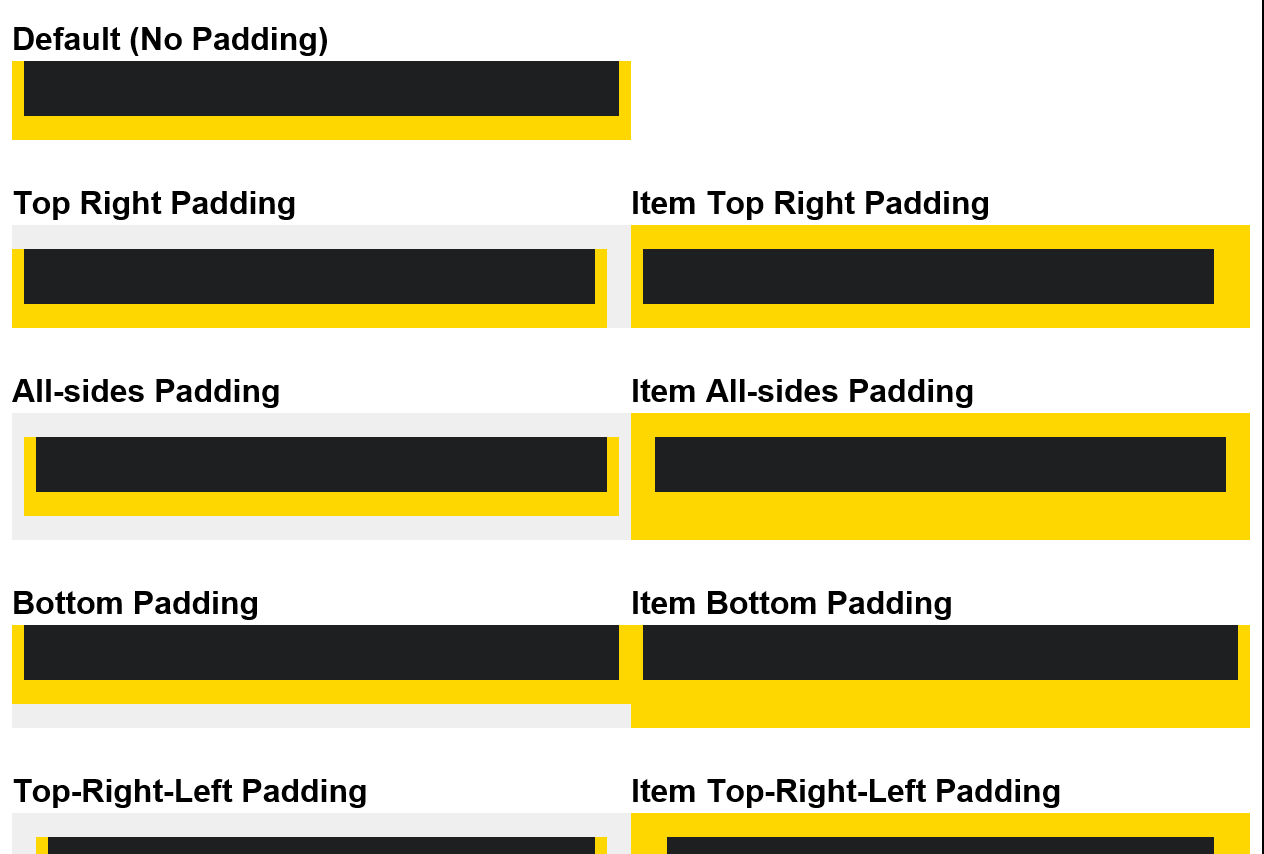 Default (No Padding)
Top Right Padding
Item Top Right Padding
All-sides Padding
Item All-sides Padding
Bottom Padding
Item Bottom Padding
Top-Right-Left Padding
Item Top-Right-Left Padding